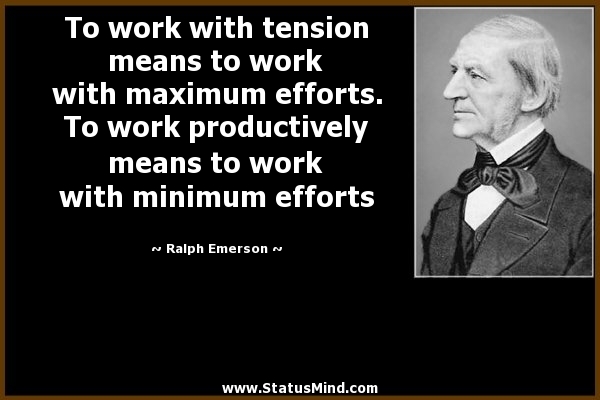 To work with tension
means to work
with maximum efforts.
To work productively
means to work
with minimum efforts
~ Ralph Emerson ~
www.StatusMind.com